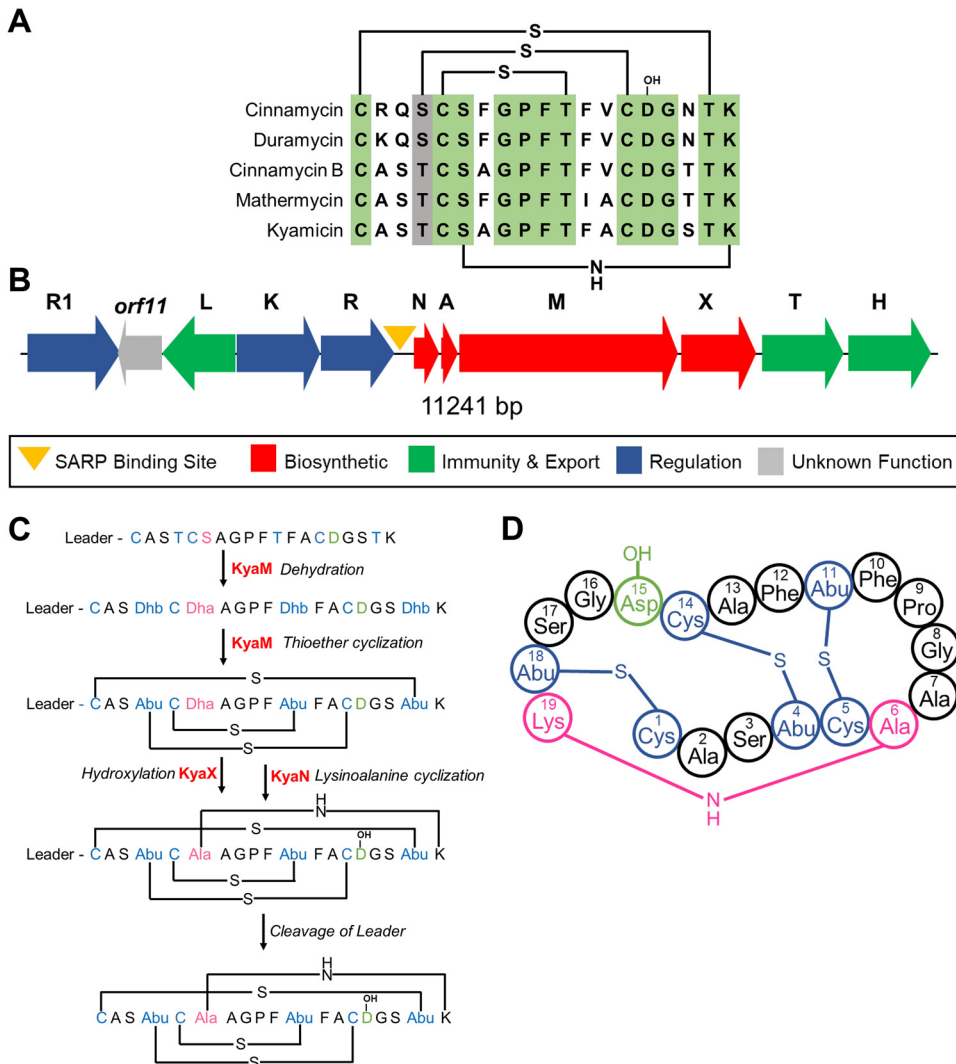 A
S
S
S
OH
Cinnamycin C R Q S C S F G P F T F V C D G N T K
Duramycin C K Q S C S F G P F T F V C D G N T K
Cinnamycin B C A S T C S A G P F T F V C D G T T K
Mathermycin C A S T C S F G P F T I A C D G T T K
Kyamicin C A S T C S A G P F T F A C D G S T K
N
H
B
R1 orf11 L K R N A M X T H
11241 bp
SARP Binding Site Biosynthetic Immunity & Export Regulation Unknown Function
C
Leader - C A S T C S A G P F T F A C D G S T K
KyaM Dehydration
Leader - C A S Dhb C Dha A G P F Dhb F A C D G S Dhb K
KyaM Thioether cyclization
S
Leader - C A S Abu C Dha A G P F Abu F A C D G S Abu K
S
S
Hydroxylation KyaX KyaN Lysinoalanine cyclization
H
N
S
OH
Leader - C A S Abu C Ala A G P F Abu F A C D G S Abu K
S
S
Cleavage of Leader
H
N
S
OH
C A S Abu C Ala A G P F Abu F A C D G S Abu K
S
S
D
OH
15 Asp
16 Gly
17 Ser
18 Abu
19 Lys
14 Cys
13 Ala
12 Phe
11 Abu
10 Phe
9 Pro
8 Gly
7 Ala
6 Ala
5 Cys
4 Abu
3 Ser
2 Ala
1 Cys
S
S
S
N
H